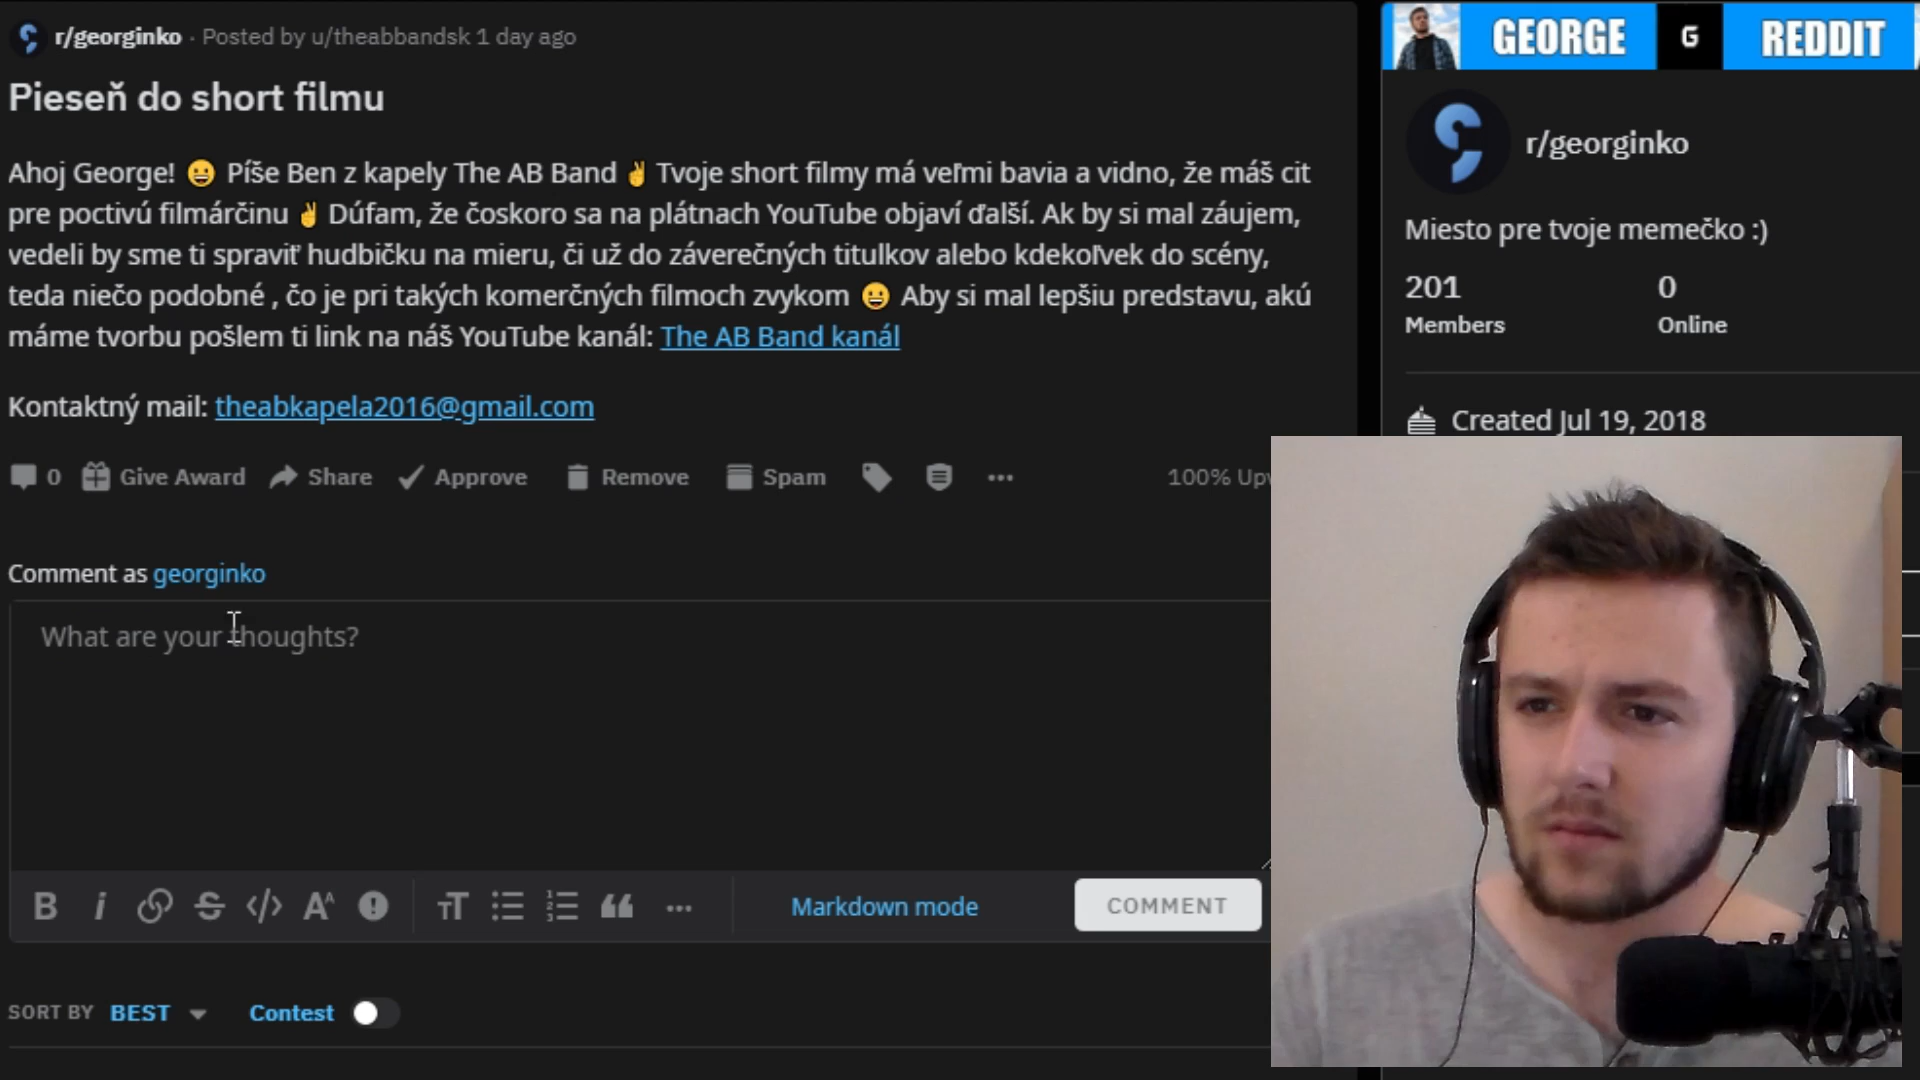 r/georginko · Posted by u/theabbandsk 1 day ago
Pieseň do short filmu
Ahoj George! 😀 Píše Ben z kapely The AB Band ✌ Tvoje short filmy má veľmi bavia a vidno, že máš cit
pre poctivú filmárčinu ✌ Dúfam, že čoskoro sa na plátnach YouTube objaví ďalší. Ak by si mal záujem,
vedeli by sme ti spraviť hudbičku na mieru, či už do záverečných titulkov alebo kdekoľvek do scény,
teda niečo podobné , čo je pri takých komerčných filmoch zvykom 😀 Aby si mal lepšiu predstavu, akú
máme tvorbu pošlem ti link na náš YouTube kanál: The AB Band kanál
Kontaktný mail: theabkapela2016@gmail.com
0 Give Award Share Approve Remove Spam 100% Upv
Comment as georginko
What are your thoughts?
Markdown mode COMMENT
SORT BY BEST Contest
GEORGE G REDDIT
r/georginko
Miesto pre tvoje memečko :)
201 0
Members Online
Created Jul 19, 2018